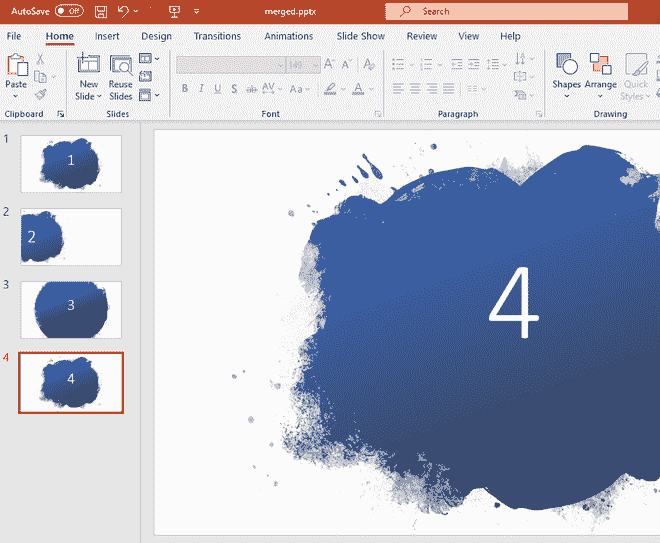 AutoSave Off merged.pptx Search
File Home Insert Design Transitions Animations Slide Show Review View Help
149 A A A
Paste New Slide Reuse Slides Shapes Arrange Quick Styles
B I U S ab AV Aa A
Clipboard Slides Font Paragraph Drawing
1 1
2 2
3 3
4 4
4